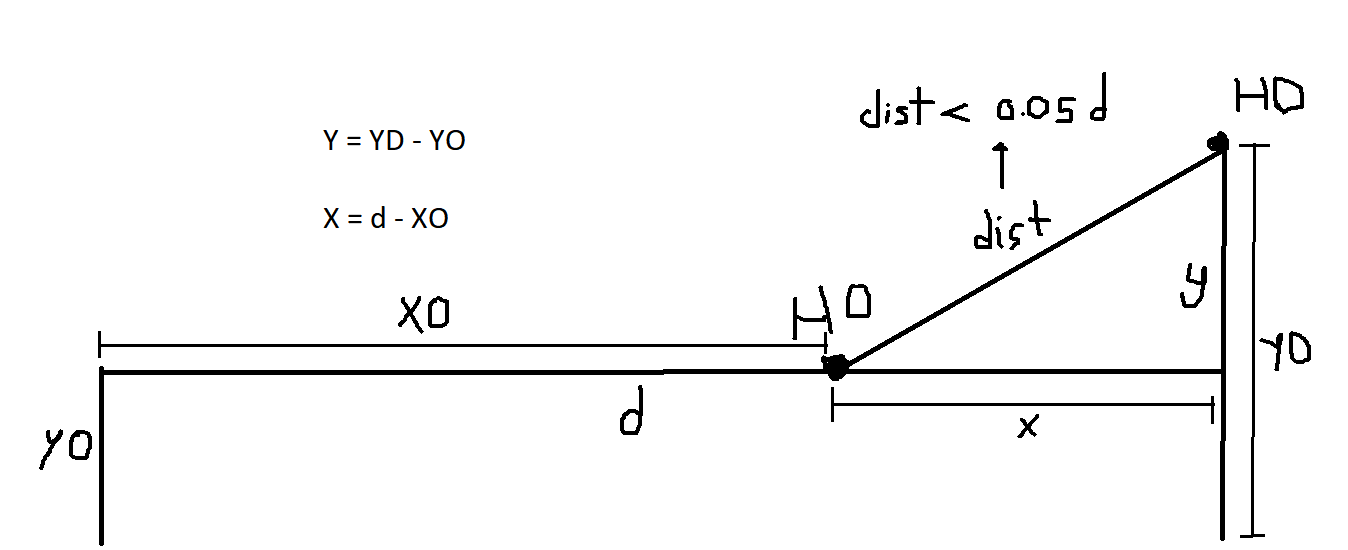 dist < 0.05 d
HD
Y = YD - YO
X = d - XO
dist
y
XO
HO
YD
d
x
YO